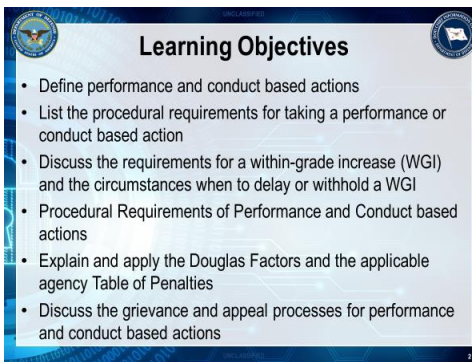 UNCLASSIFIED
Learning Objectives
• Define performance and conduct based actions
• List the procedural requirements for taking a performance or
conduct based action
• Discuss the requirements for a within-grade increase (WGI)
and the circumstances when to delay or withhold a WGI
• Procedural Requirements of Performance and Conduct based
actions
• Explain and apply the Douglas Factors and the applicable
agency Table of Penalties
• Discuss the grievance and appeal processes for performance
and conduct based actions
UNCLASSIFIED